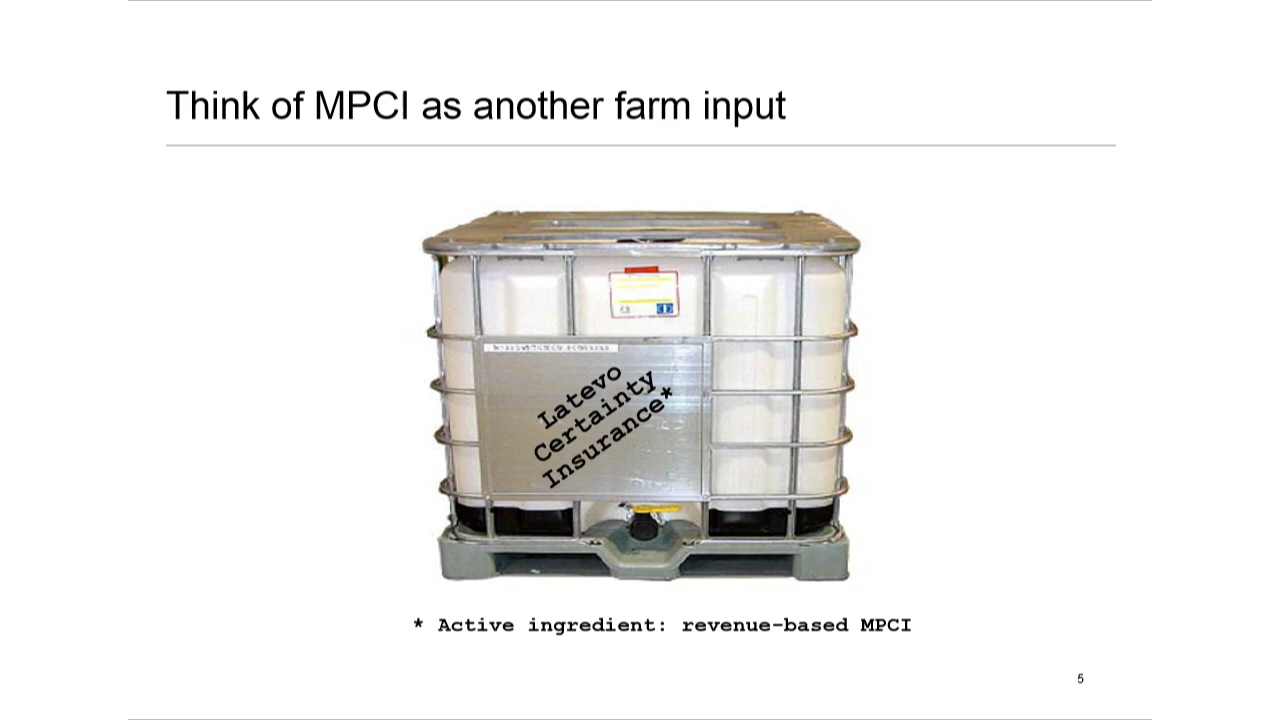 Think of MPCI as another farm input
Latevo
Certainty
Insurance*
* Active ingredient: revenue-based MPCI
5